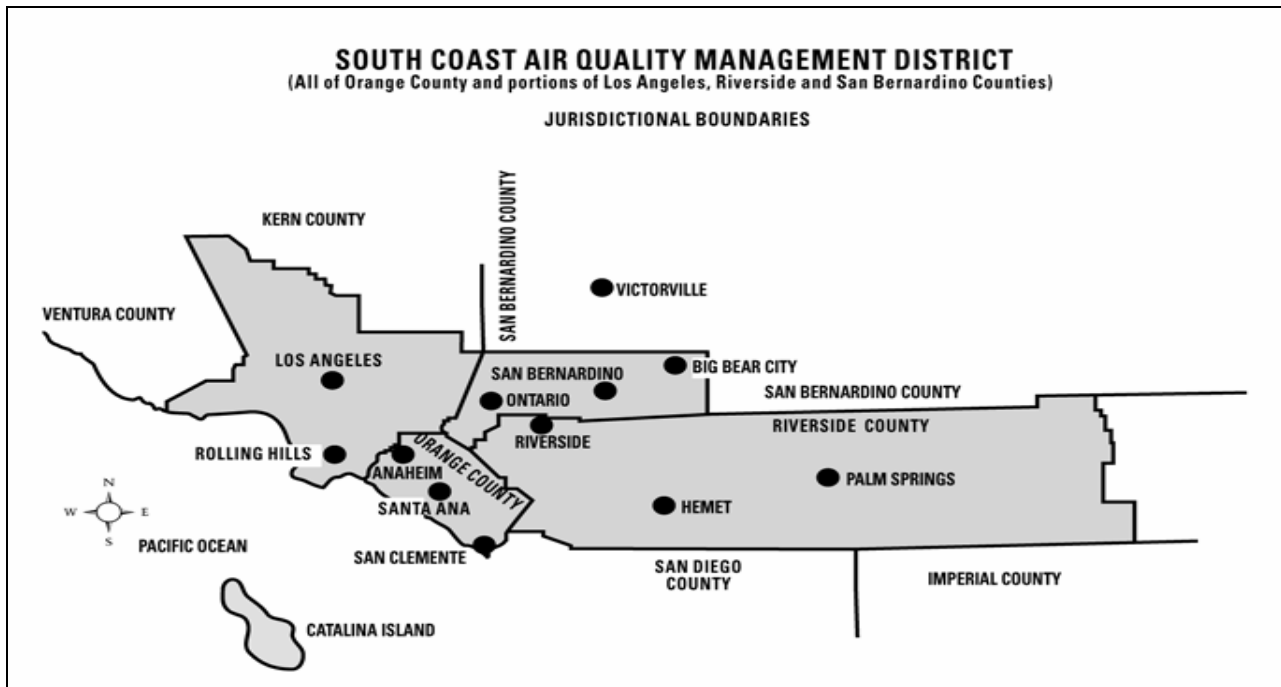 SOUTH COAST AIR QUALITY MANAGEMENT DISTRICT
(All of Orange County and portions of Los Angeles, Riverside and San Bernardino Counties)
JURISDICTIONAL BOUNDARIES
KERN COUNTY
SAN BERNARDINO COUNTY
VENTURA COUNTY
VICTORVILLE
LOS ANGELES
SAN BERNARDINO
BIG BEAR CITY
ONTARIO
SAN BERNARDINO COUNTY
RIVERSIDE COUNTY
RIVERSIDE
ROLLING HILLS
ORANGE COUNTY
ANAHEIM
PALM SPRINGS
SANTA ANA
HEMET
N
W E
S
PACIFIC OCEAN
SAN CLEMENTE
SAN DIEGO
COUNTY
IMPERIAL COUNTY
CATALINA ISLAND